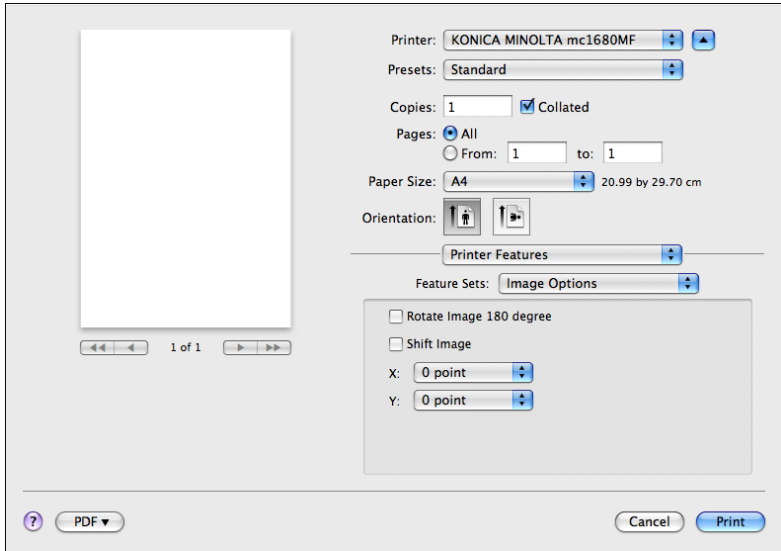 Printer: KONICA MINOLTA mc1680MF
Presets: Standard
Copies: 1 Collated
Pages: All
From: 1 to: 1
Paper Size: A4 20.99 by 29.70 cm
Orientation:
Printer Features
Feature Sets: Image Options
Rotate Image 180 degree
Shift Image
X: 0 point
Y: 0 point
1 of 1
? PDF ▼ Cancel Print